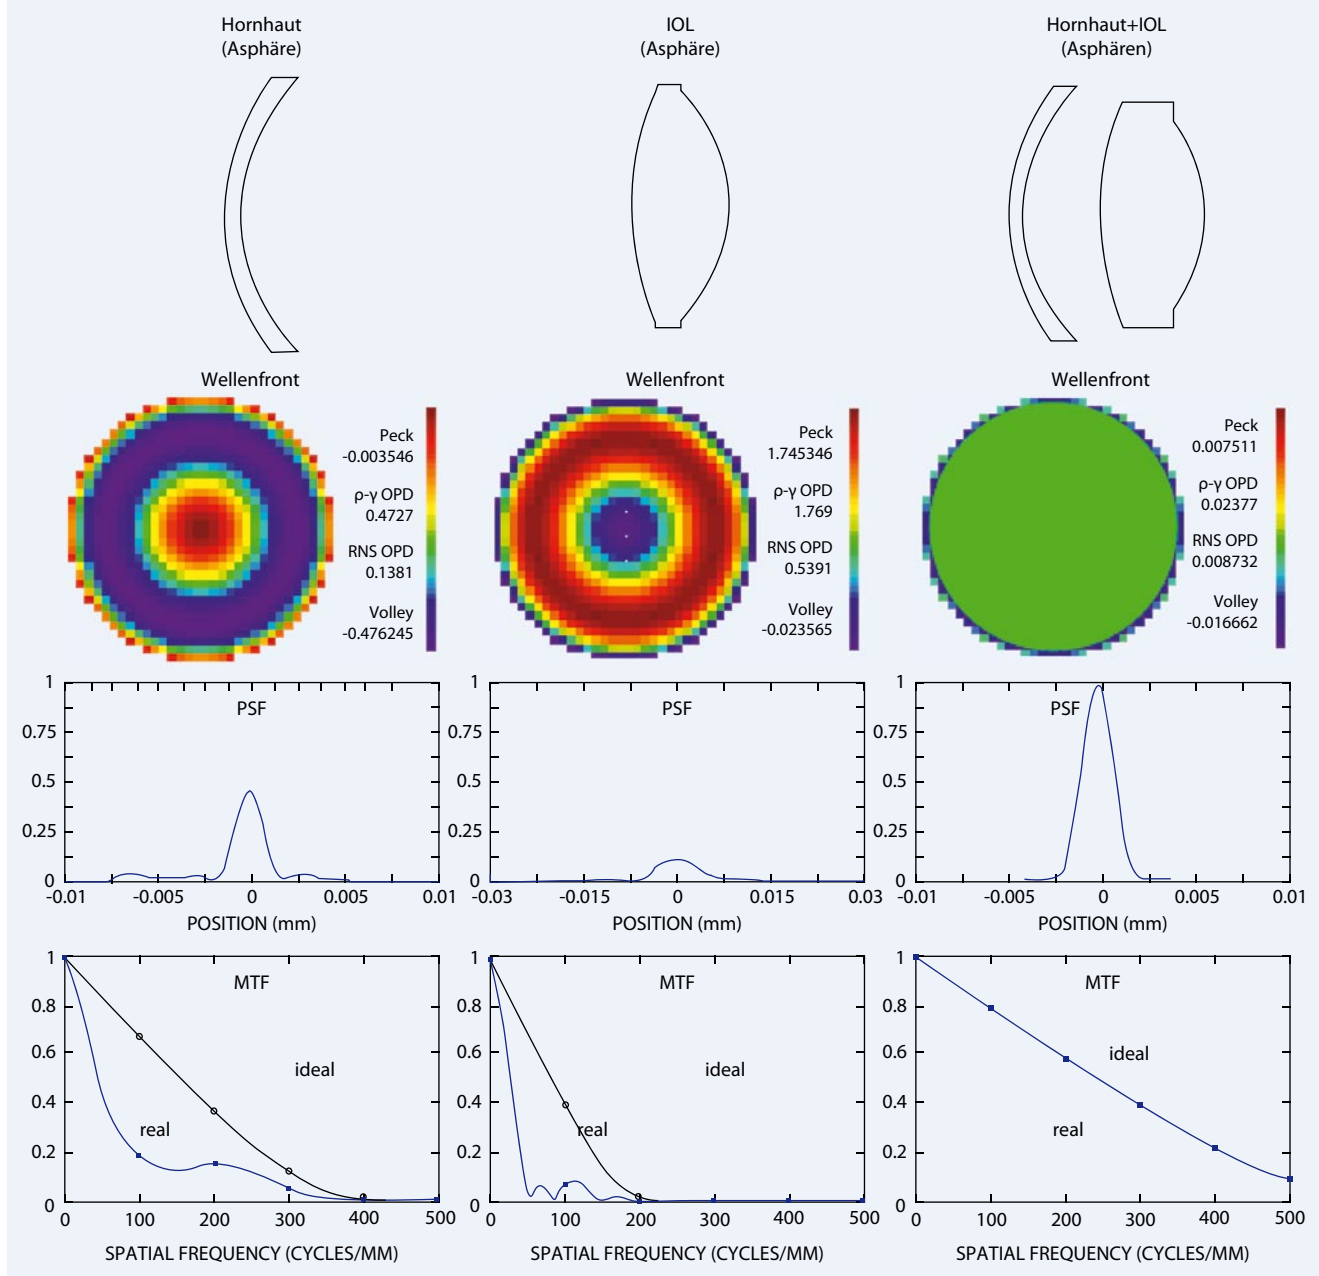 Hornhaut
(Asphäre)
IOL
(Asphäre)
Hornhaut+IOL
(Asphären)
Wellenfront
Peck
-0.003546
ρ-γ OPD
0.4727
RNS OPD
0.1381
Volley
-0.476245
Wellenfront
Peck
1.745346
ρ-γ OPD
1.769
RNS OPD
0.5391
Volley
-0.023565
Wellenfront
Peck
0.007511
ρ-γ OPD
0.02377
RNS OPD
0.008732
Volley
-0.016662
PSF
1
0.75
0.5
0.25
0
-0.01 -0.005 0 0.005 0.01
POSITION (mm)
PSF
1
0.75
0.5
0.25
0
-0.03 -0.015 0 0.015 0.03
POSITION (mm)
PSF
1
0.75
0.5
0.25
0
-0.01 -0.005 0 0.005 0.01
POSITION (mm)
MTF
1
0.8
0.6
0.4
0.2
0
ideal
real
0 100 200 300 400 500
SPATIAL FREQUENCY (CYCLES/MM)
MTF
1
0.8
0.6
0.4
0.2
0
ideal
real
0 100 200 300 400 500
SPATIAL FREQUENCY (CYCLES/MM)
MTF
1
0.8
0.6
0.4
0.2
0
ideal
real
0 100 200 300 400 500
SPATIAL FREQUENCY (CYCLES/MM)